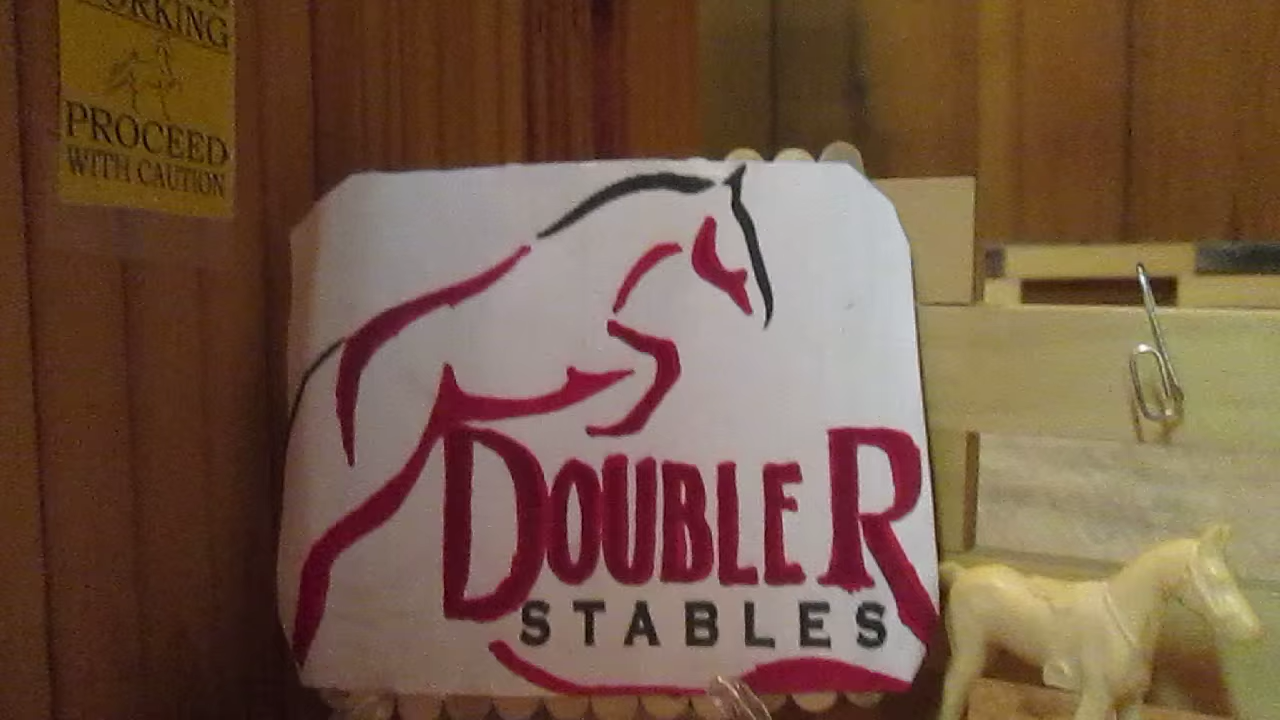 ORKING
PROCEED
WITH CAUTION
DOUBLE R
STABLES